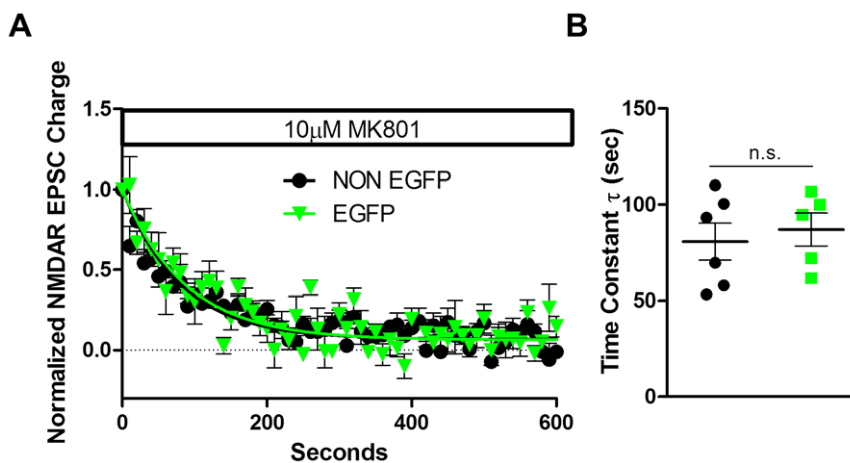 A
B
Normalized NMDAR EPSC Charge
1.5
1.0
0.5
0.0
10μM MK801
NON EGFP
EGFP
0
200
400
600
Seconds
Time Constant τ (sec)
150
100
50
0
n.s.